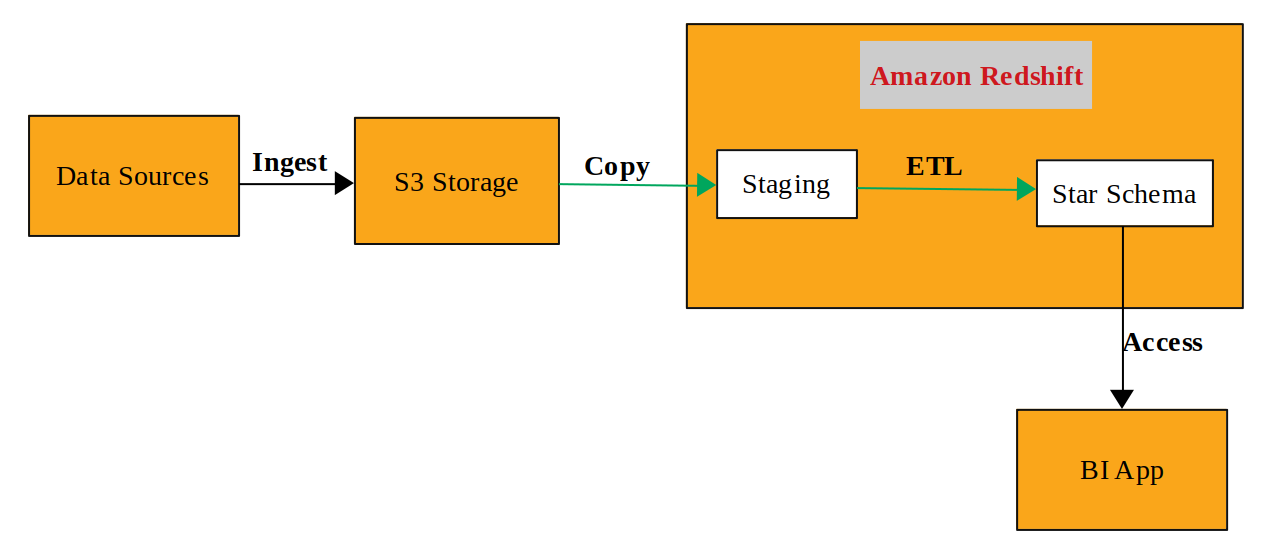 Amazon Redshift
Data Sources
Ingest
S3 Storage
Copy
Staging
ETL
Star Schema
Access
BI App